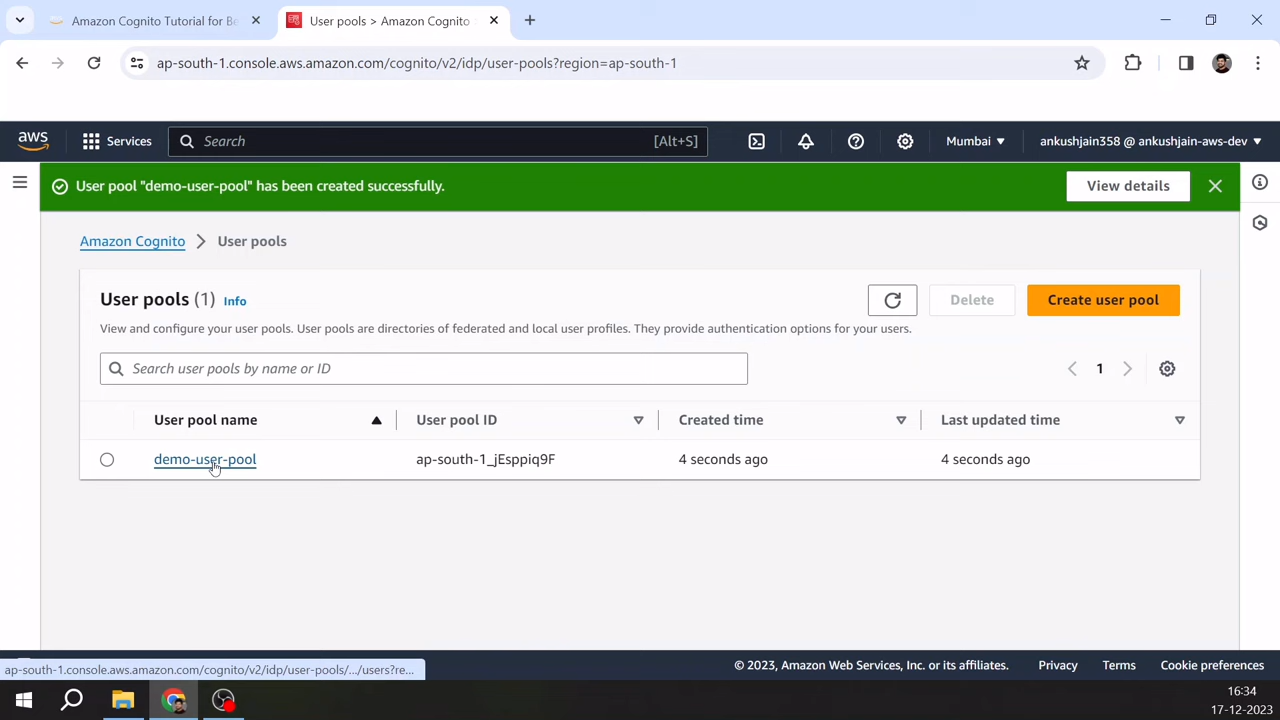 Amazon Cognito Tutorial for Be
User pools > Amazon Cognito
ap-south-1.console.aws.amazon.com/cognito/v2/idp/user-pools?region=ap-south-1
aws
Services
Search
[Alt+S]
Mumbai
ankushjain358 @ ankushjain-aws-dev
User pool "demo-user-pool" has been created successfully.
View details
Amazon Cognito
User pools
User pools (1)
Info
Delete
Create user pool
View and configure your user pools. User pools are directories of federated and local user profiles. They provide authentication options for your users.
Search user pools by name or ID
1
User pool name
User pool ID
Created time
Last updated time
demo-user-pool
ap-south-1_jEsppiq9F
4 seconds ago
4 seconds ago
ap-south-1.console.aws.amazon.com/cognito/v2/idp/user-pools/.../users?re...
© 2023, Amazon Web Services, Inc. or its affiliates.
Privacy
Terms
Cookie preferences
16:34
17-12-2023